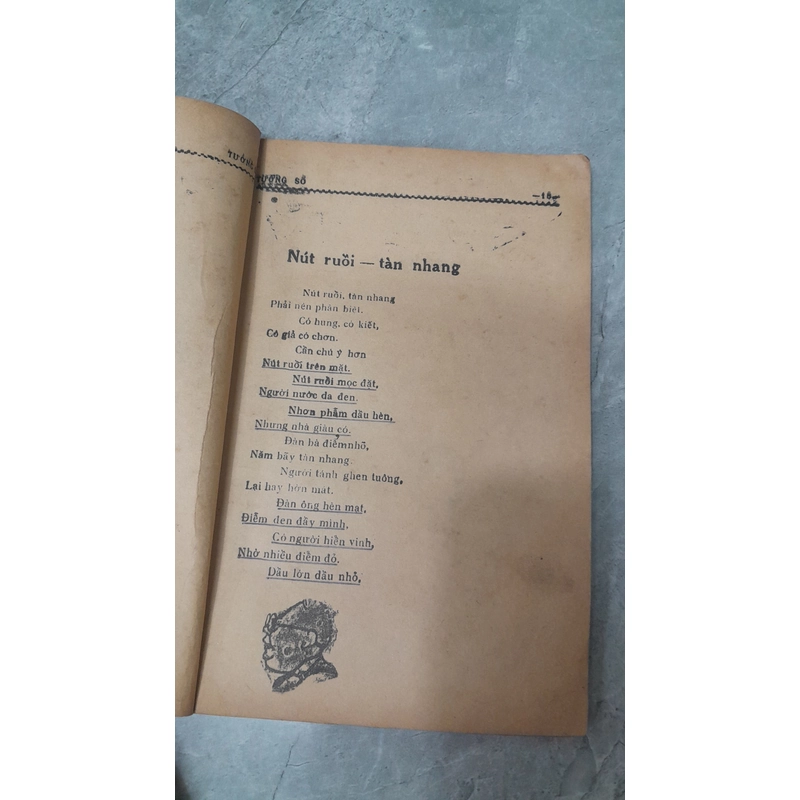 TƯỚNG
TƯỚNG SỐ
Nút ruồi — tàn nhang
Nút ruồi, tàn nhang
Phải nên phân biệt.
Có hung, có kiết,
Có giả có chơn.
Cần chú ý hơn
Nút ruồi trên mặt.
Nút ruồi mọc đặt,
Người nước da đen.
Nhơn phẩm dầu hèn,
Nhưng nhà giàu có.
Đàn bà điểm nhỏ,
Năm bảy tàn nhang.
Người tánh ghen tuông,
Lại hay hờn mát.
Đàn ông hèn mạt,
Điểm đen đầy mình,
Có người hiển vinh,
Nhờ nhiều điểm đỏ.
Dầu lớn dầu nhỏ,